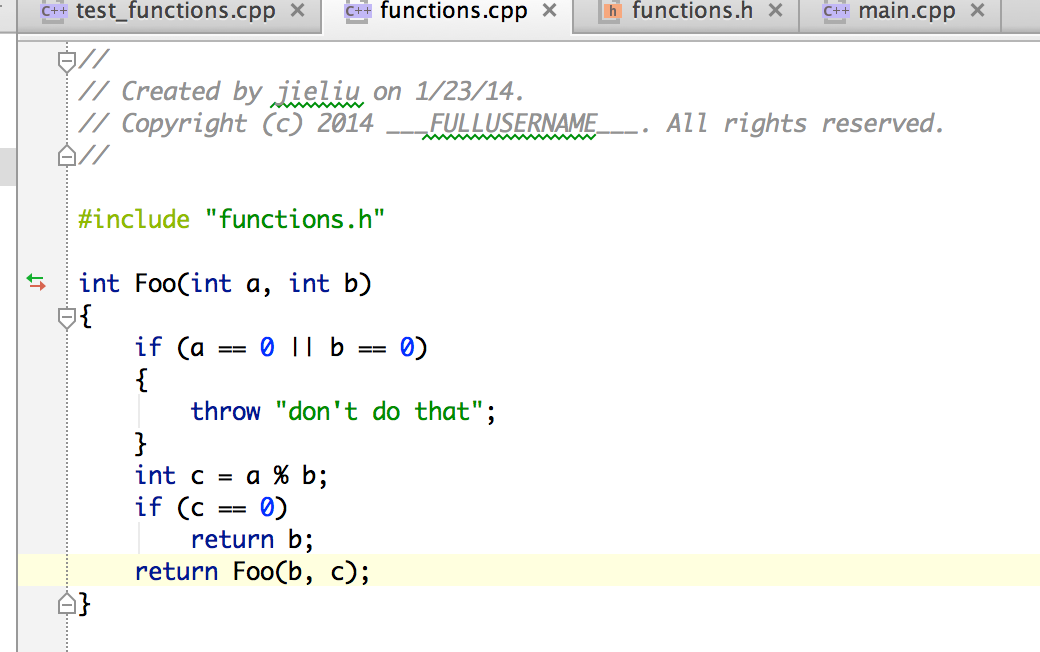 test_functions.cpp functions.cpp functions.h main.cpp
//
// Created by jieliu on 1/23/14.
// Copyright (c) 2014 ___FULLUSERNAME___. All rights reserved.
//
#include "functions.h"
int Foo(int a, int b)
{
if (a == 0 || b == 0)
{
throw "don't do that";
}
int c = a % b;
if (c == 0)
return b;
return Foo(b, c);
}